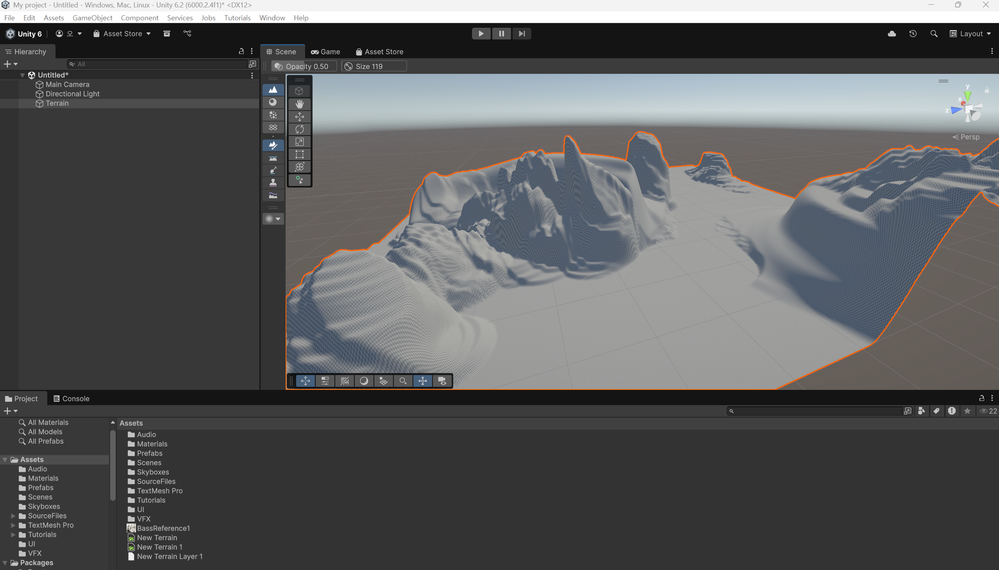 My project - Untitled - Windows, Mac, Linux - Unity 6.2 (6000.2.4f1)* <DX12>
File Edit Assets GameObject Component Services Jobs Tutorials Window Help
Unity 6 오 Asset Store Layout
Hierarchy
Scene Game Asset Store
All
Opacity 0.50 Size 119
Untitled*
Main Camera
Directional Light
Terrain
y
x
z
Persp
Project Console
22
All Materials
All Models
All Prefabs
Assets
Audio
Materials
Prefabs
Scenes
Skyboxes
SourceFiles
TextMesh Pro
Tutorials
UI
VFX
Packages
Assets
Audio
Materials
Prefabs
Scenes
Skyboxes
SourceFiles
TextMesh Pro
Tutorials
UI
VFX
BassReference1
New Terrain
New Terrain 1
New Terrain Layer 1